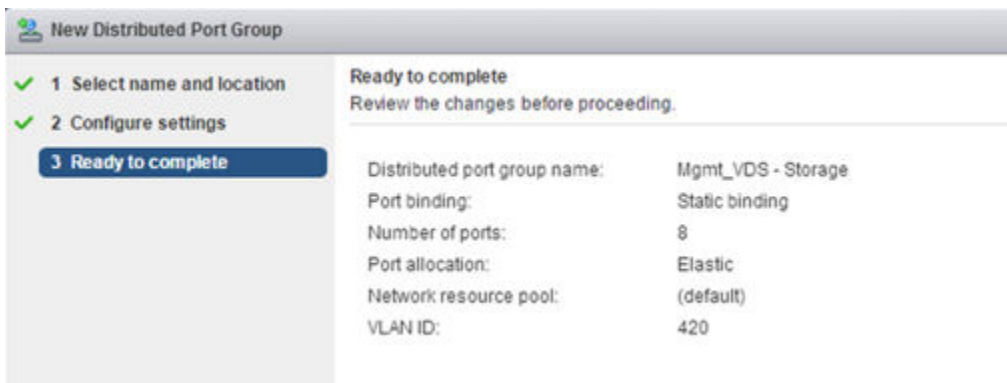 New Distributed Port Group
1 Select name and location
2 Configure settings
3 Ready to complete
Ready to complete
Review the changes before proceeding.
Distributed port group name: Mgmt_VDS - Storage
Port binding: Static binding
Number of ports: 8
Port allocation: Elastic
Network resource pool: (default)
VLAN ID: 420